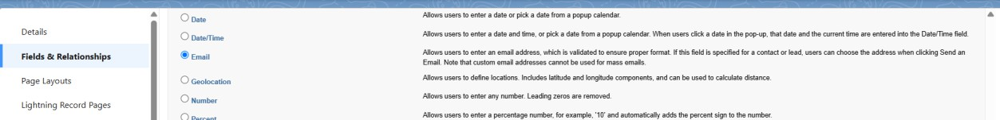 Date
Allows users to enter a date or pick a date from a popup calendar.
Details
Date/Time
Allows users to enter a date and time, or pick a date from a popup calendar. When users click a date in the pop-up, that date and the current time are entered into the Date/Time field.
Fields & Relationships
Email
Allows users to enter an email address, which is validated to ensure proper format. If this field is specified for a contact or lead, users can choose the address when clicking Send an
Email. Note that custom email addresses cannot be used for mass emails.
Page Layouts
Geolocation
Allows users to define locations. Includes latitude and longitude components, and can be used to calculate distance.
Number
Allows users to enter any number. Leading zeros are removed.
Lightning Record Pages
Percent
Allows users to enter a percentage number, for example, '10' and automatically adds the percent sign to the number.